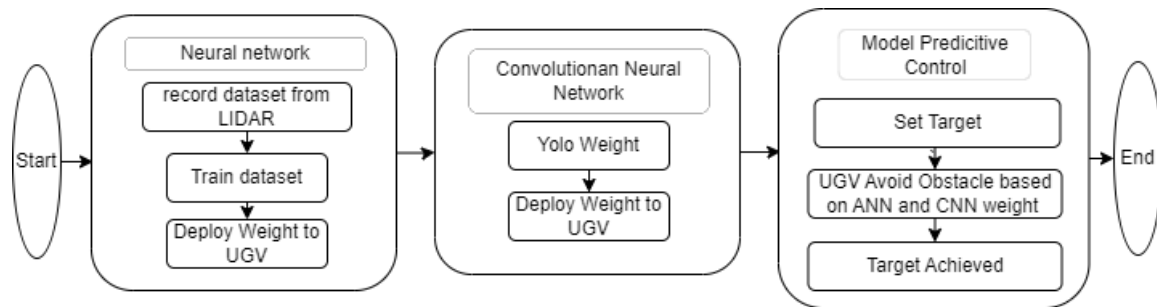 Start
Neural network
record dataset from
LIDAR
Train dataset
Deploy Weight to
UGV
Convolutionan Neural
Network
Yolo Weight
Deploy Weight to
UGV
Model Predicitive
Control
Set Target
UGV Avoid Obstacle based
on ANN and CNN weight
Target Achieved
End